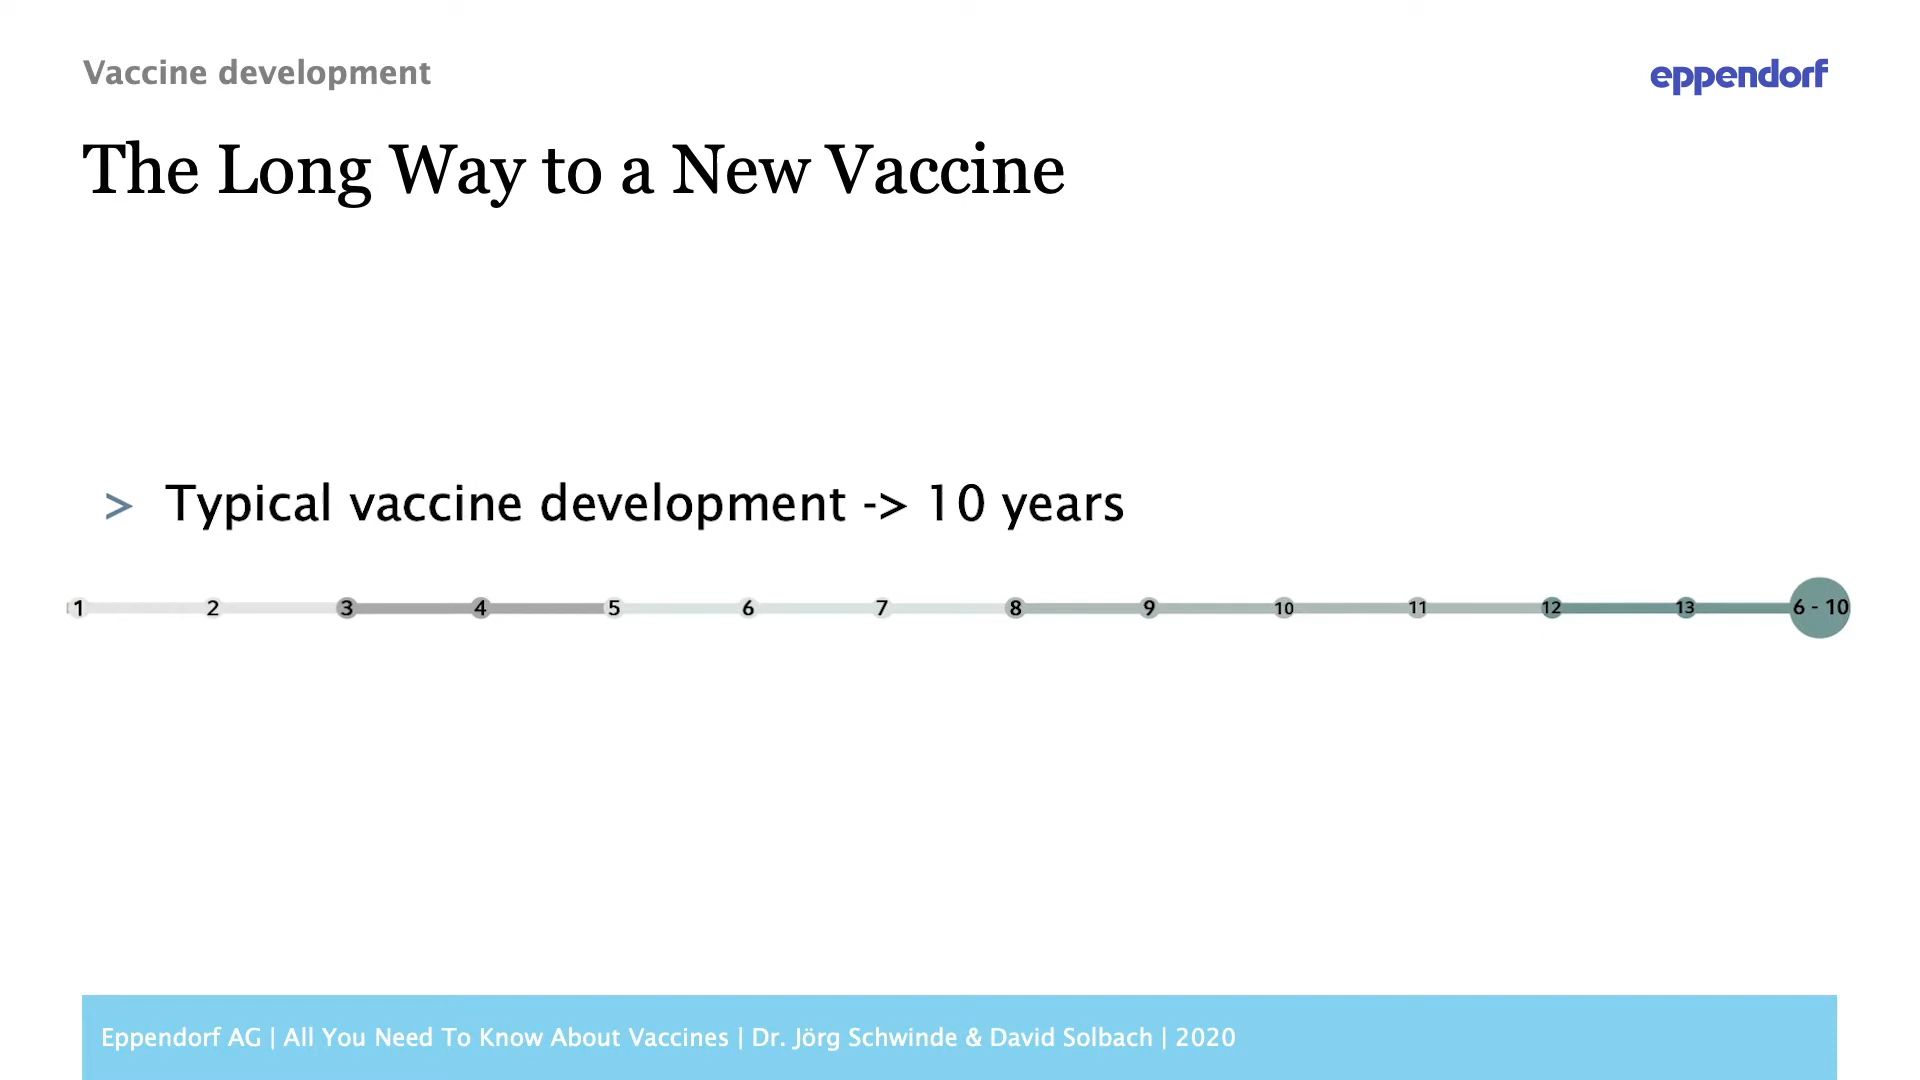 Vaccine development
eppendorf
The Long Way to a New Vaccine
> Typical vaccine development -> 10 years
1 2 3 4 5 6 7 8 9 10 11 12 13 6 - 10
Eppendorf AG | All You Need To Know About Vaccines | Dr. Jörg Schwinde & David Solbach | 2020